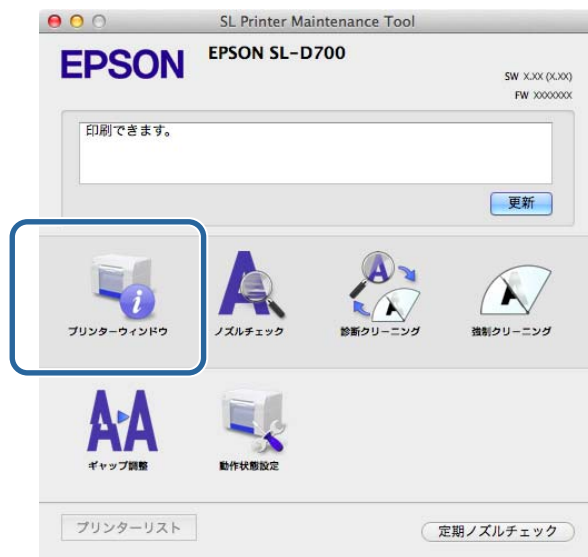 SL Printer Maintenance Tool
EPSON
EPSON SL-D700
SW X.XX (X.XX)
FW XXXXXXX
印刷できます。
更新
プリンターウィンドウ
ノズルチェック
診断クリーニング
強制クリーニング
ギャップ調整
動作状態設定
プリンターリスト
定期ノズルチェック